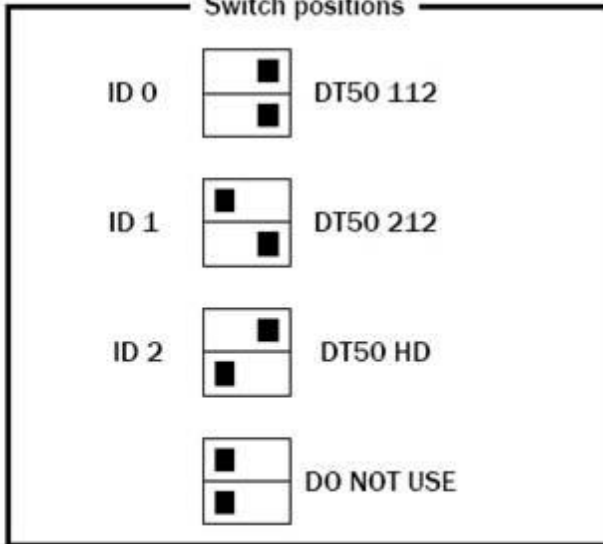 Switch positions
ID 0 DT50 112
ID 1 DT50 212
ID 2 DT50 HD
DO NOT USE